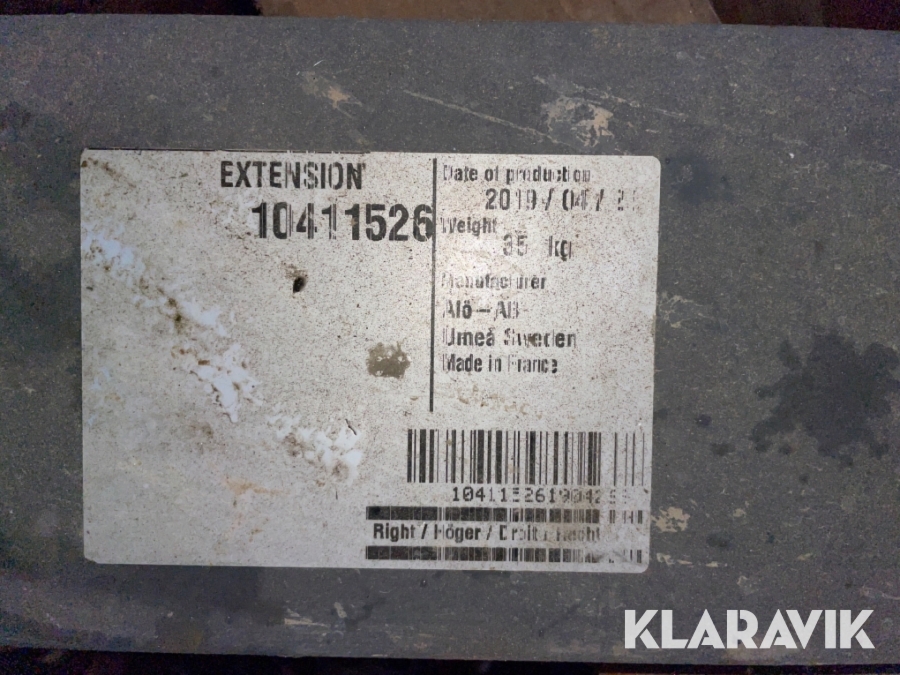 EXTENSION
10411526
Date of production
2019 / 04 /
Weight
35 kg
Manufacturer
Alö-AB
Umeå Sweden
Made in France
Right / Höger / Droit /
KLARAVIK